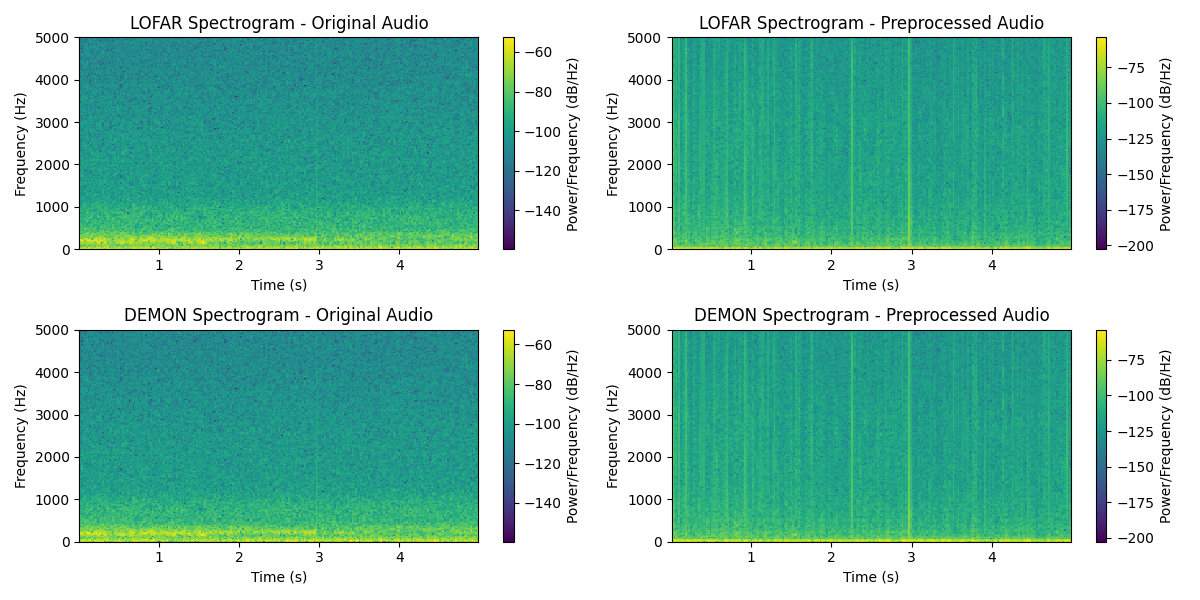 LOFAR Spectrogram - Original Audio
5000
4000
3000
2000
1000
0
Frequency (Hz)
1 2 3 4
Time (s)
−60
−80
−100
−120
−140
Power/Frequency (dB/Hz)
LOFAR Spectrogram - Preprocessed Audio
5000
4000
3000
2000
1000
0
Frequency (Hz)
1 2 3 4
Time (s)
−75
−100
−125
−150
−175
−200
Power/Frequency (dB/Hz)
DEMON Spectrogram - Original Audio
5000
4000
3000
2000
1000
0
Frequency (Hz)
1 2 3 4
Time (s)
−60
−80
−100
−120
−140
Power/Frequency (dB/Hz)
DEMON Spectrogram - Preprocessed Audio
5000
4000
3000
2000
1000
0
Frequency (Hz)
1 2 3 4
Time (s)
−75
−100
−125
−150
−175
−200
Power/Frequency (dB/Hz)